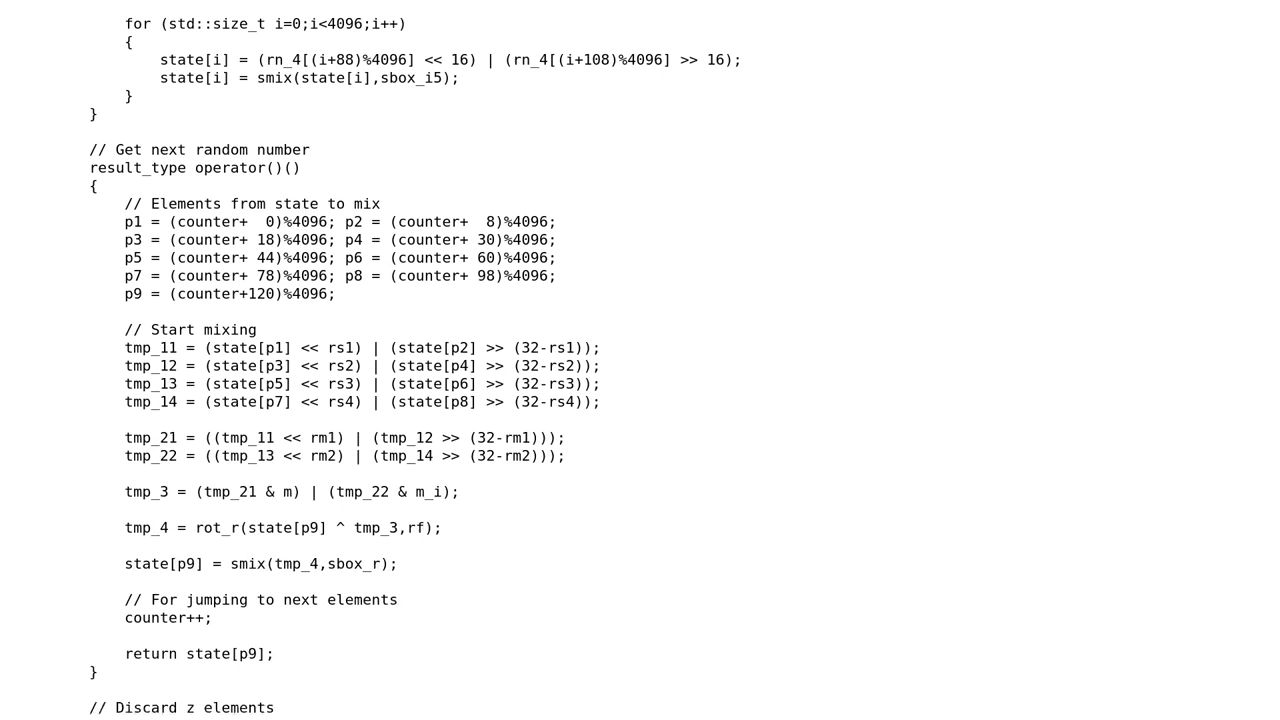 for (std::size_t i=0;i<4096;i++)
{
state[i] = (rn_4[(i+88)%4096] << 16) | (rn_4[(i+108)%4096] >> 16);
state[i] = smix(state[i],sbox_i5);
}
}
// Get next random number
result_type operator()()
{
// Elements from state to mix
p1 = (counter+  0)%4096; p2 = (counter+  8)%4096;
p3 = (counter+ 18)%4096; p4 = (counter+ 30)%4096;
p5 = (counter+ 44)%4096; p6 = (counter+ 60)%4096;
p7 = (counter+ 78)%4096; p8 = (counter+ 98)%4096;
p9 = (counter+120)%4096;
// Start mixing
tmp_11 = (state[p1] << rs1) | (state[p2] >> (32-rs1));
tmp_12 = (state[p3] << rs2) | (state[p4] >> (32-rs2));
tmp_13 = (state[p5] << rs3) | (state[p6] >> (32-rs3));
tmp_14 = (state[p7] << rs4) | (state[p8] >> (32-rs4));
tmp_21 = ((tmp_11 << rm1) | (tmp_12 >> (32-rm1)));
tmp_22 = ((tmp_13 << rm2) | (tmp_14 >> (32-rm2)));
tmp_3 = (tmp_21 & m) | (tmp_22 & m_i);
tmp_4 = rot_r(state[p9] ^ tmp_3,rf);
state[p9] = smix(tmp_4,sbox_r);
// For jumping to next elements
counter++;
return state[p9];
}
// Discard z elements